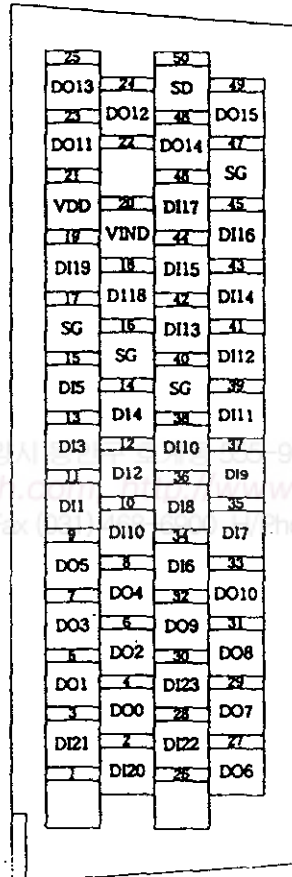 25 50
DO13 24 SD 49
23 DO12 48 DO15
DO11 22 DO14 47
21 46 SG
VDD 20 DI17 45
19 VIND 44 DI16
DI19 18 DI15 43
17 D118 42 DI14
SG 16 DI13 41
15 SG 40 DI12
DI5 14 SG 39
13 DI4 38 DI11
DI3 12 DI10 37
11 DI2 36 DI9
http://www
DI1 10 DI8 35
9 DI10 34 DI7
DO5 8 DI6 33
7 DO4 32 DO10
DO3 6 DO9 31
5 DO2 30 DO8
DO1 4 DI23 29
3 DO0 28 DO7
DI21 2 DI22 27
1 DI20 26 DO6